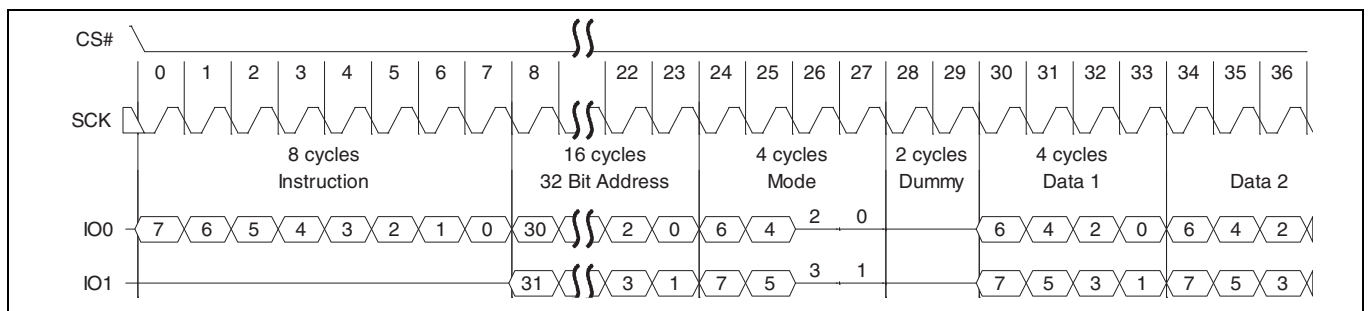 CS#
0 1 2 3 4 5 6 7 8 22 23 24 25 26 27 28 29 30 31 32 33 34 35 36
SCK
8 cycles 16 cycles 4 cycles 2 cycles 4 cycles
Instruction 32 Bit Address Mode Dummy Data 1 Data 2
IO0 7 6 5 4 3 2 1 0 30 2 0 6 4 2 0 6 4 2 0 6 4 2
IO1 31 3 1 7 5 3 1 7 5 3 1 7 5 3